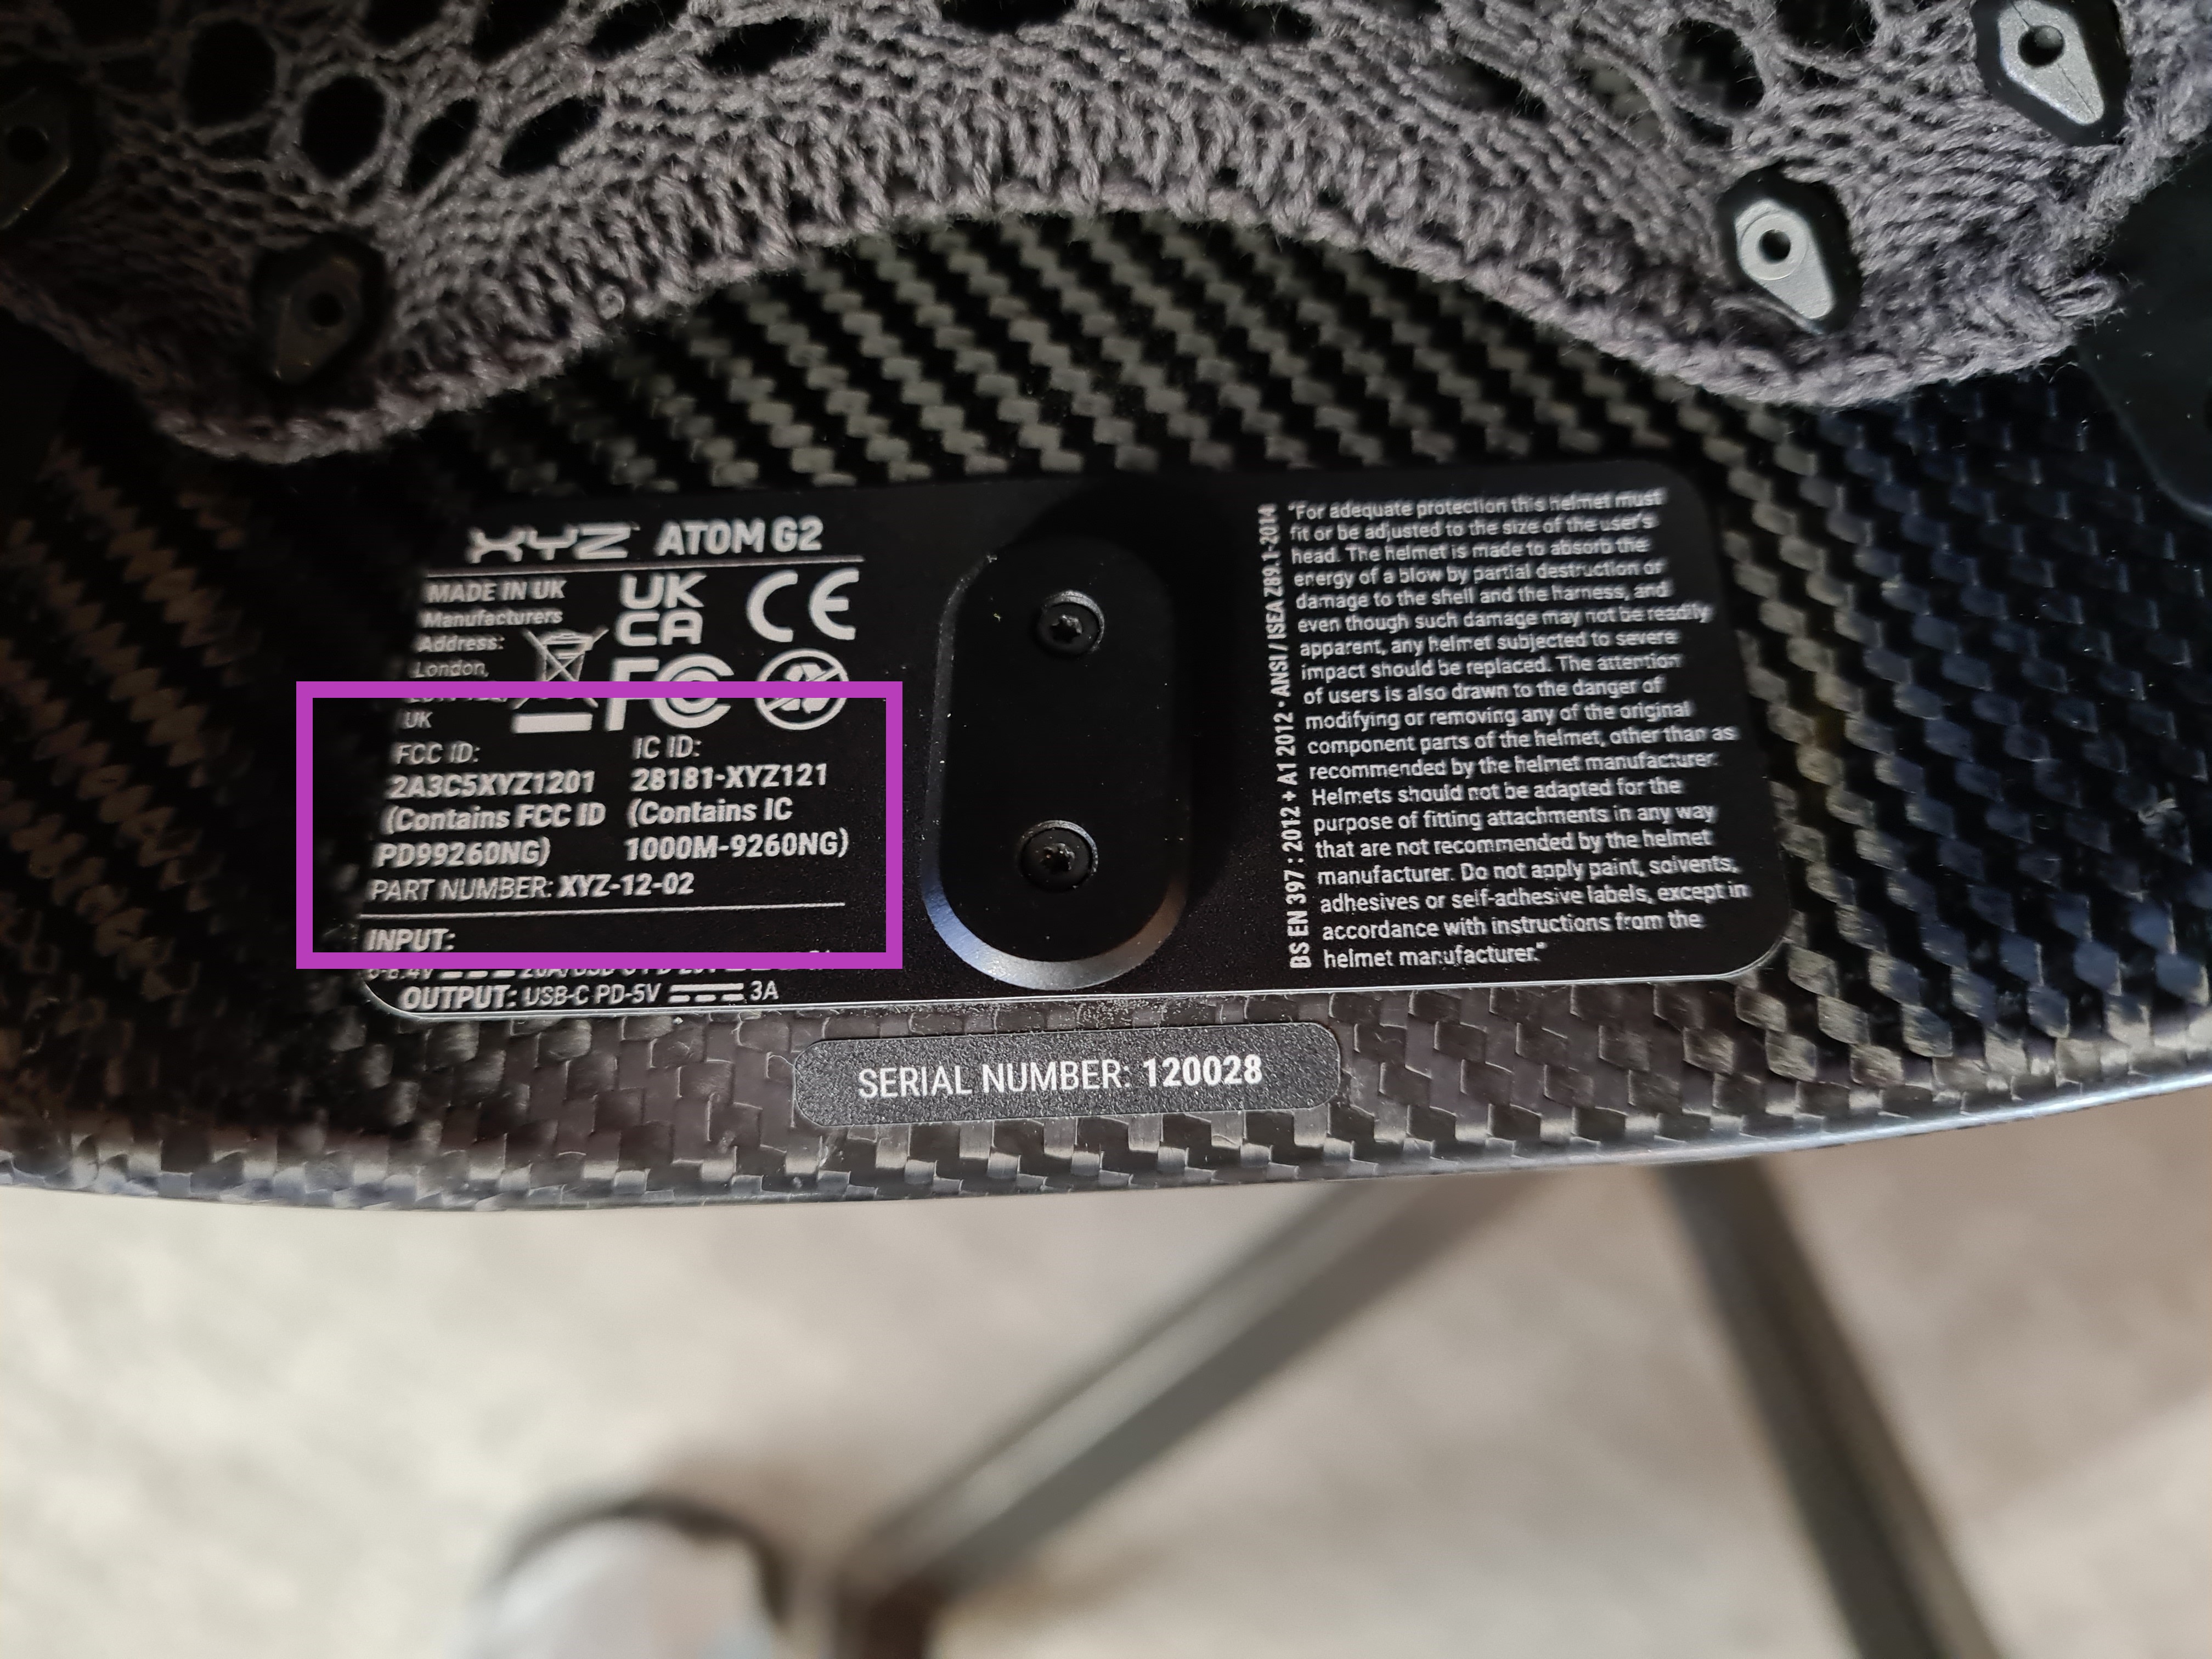 XYZ ATOM G2
MADE IN UK
Manufacturers
Address:
London,
UK
UK
CA
CE
FC
FCC ID:
2A3C5XYZ1201
(Contains FCC ID
PD99260NG)
IC ID:
28181-XYZ121
(Contains IC
1000M-9260NG)
PART NUMBER: XYZ-12-02
INPUT:
OUTPUT: USB-C PD-5V 3A
BS EN 397 : 2012 + A1 2012 - ANSI / ISEA Z89.1-2014
"For adequate protection this helmet must
fit or be adjusted to the size of the user's
head. The helmet is made to absorb the
energy of a blow by partial destruction or
damage to the shell and the harness, and
even though such damage may not be readily
apparent, any helmet subjected to severe
impact should be replaced. The attention
of users is also drawn to the danger of
modifying or removing any of the original
component parts of the helmet, other than as
recommended by the helmet manufacturer.
Helmets should not be adapted for the
purpose of fitting attachments in any way
that are not recommended by the helmet
manufacturer. Do not apply paint, solvents,
adhesives or self-adhesive labels, except in
accordance with instructions from the
helmet manufacturer."
SERIAL NUMBER: 120028